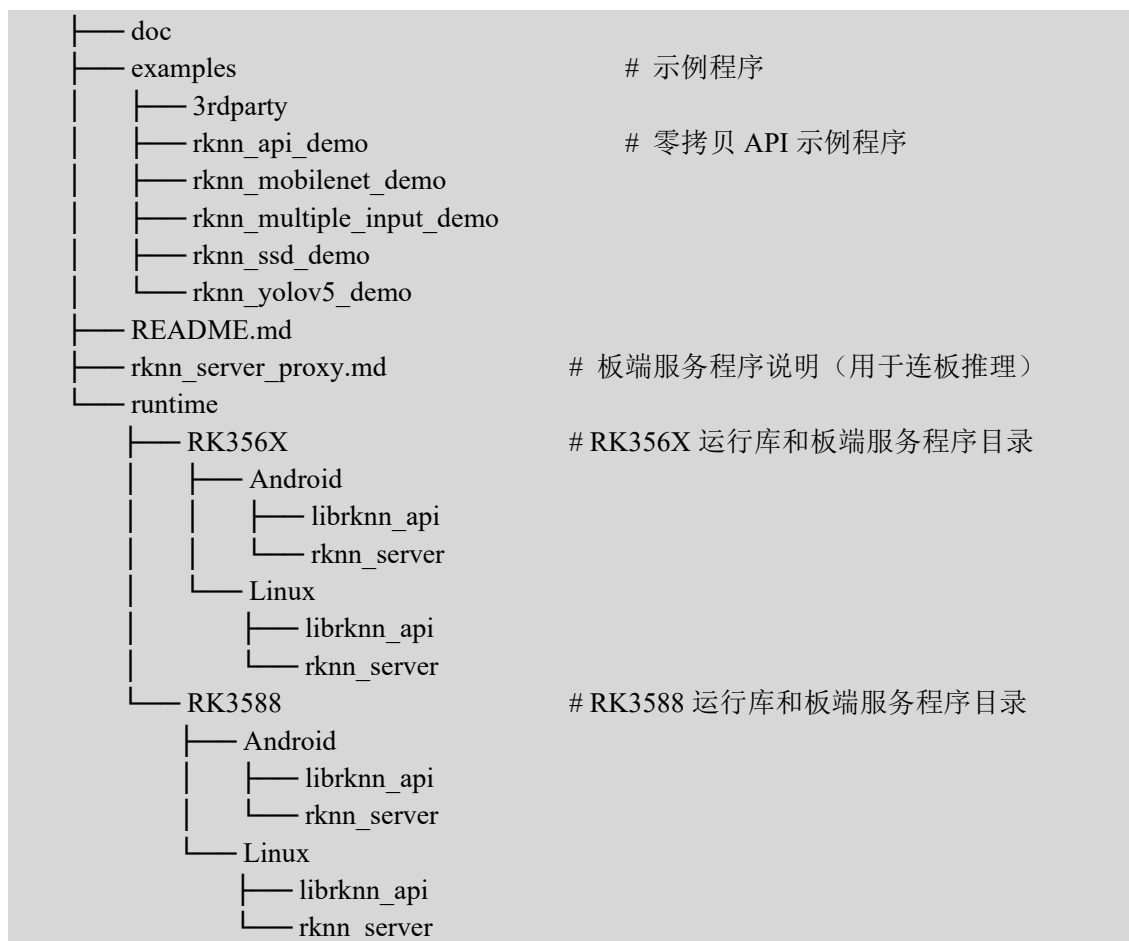 ├── doc
├── examples # 示例程序
│ ├── 3rdparty
│ ├── rknn_api_demo # 零拷贝 API 示例程序
│ ├── rknn_mobilenet_demo
│ ├── rknn_multiple_input_demo
│ ├── rknn_ssd_demo
│ └── rknn_yolov5_demo
├── README.md
├── rknn_server_proxy.md # 板端服务程序说明（用于连板推理）
└── runtime
├── RK356X # RK356X 运行库和板端服务程序目录
│ ├── Android
│ │ ├── librknn_api
│ │ └── rknn_server
│ └── Linux
│ ├── librknn_api
│ └── rknn_server
└── RK3588 # RK3588 运行库和板端服务程序目录
├── Android
│ ├── librknn_api
│ └── rknn_server
└── Linux
├── librknn_api
└── rknn_server